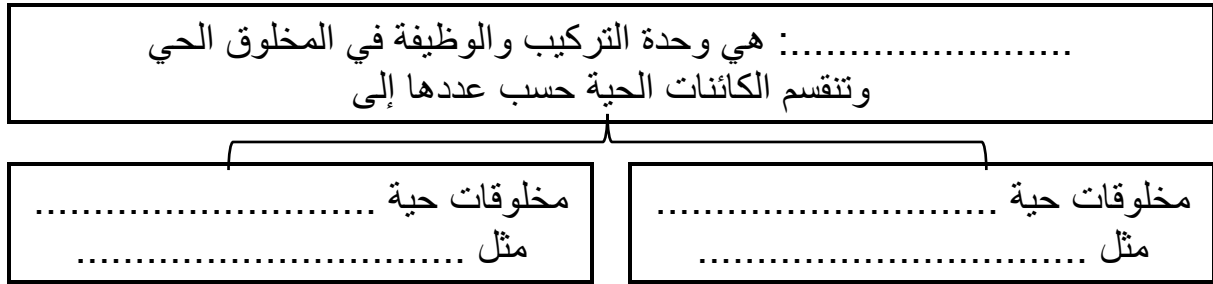 .........................: هي وحدة التركيب والوظيفة في المخلوق الحي
وتنقسم الكائنات الحية حسب عددها إلى
مخلوقات حية .............................
مثل .................................
مخلوقات حية .............................
مثل .................................